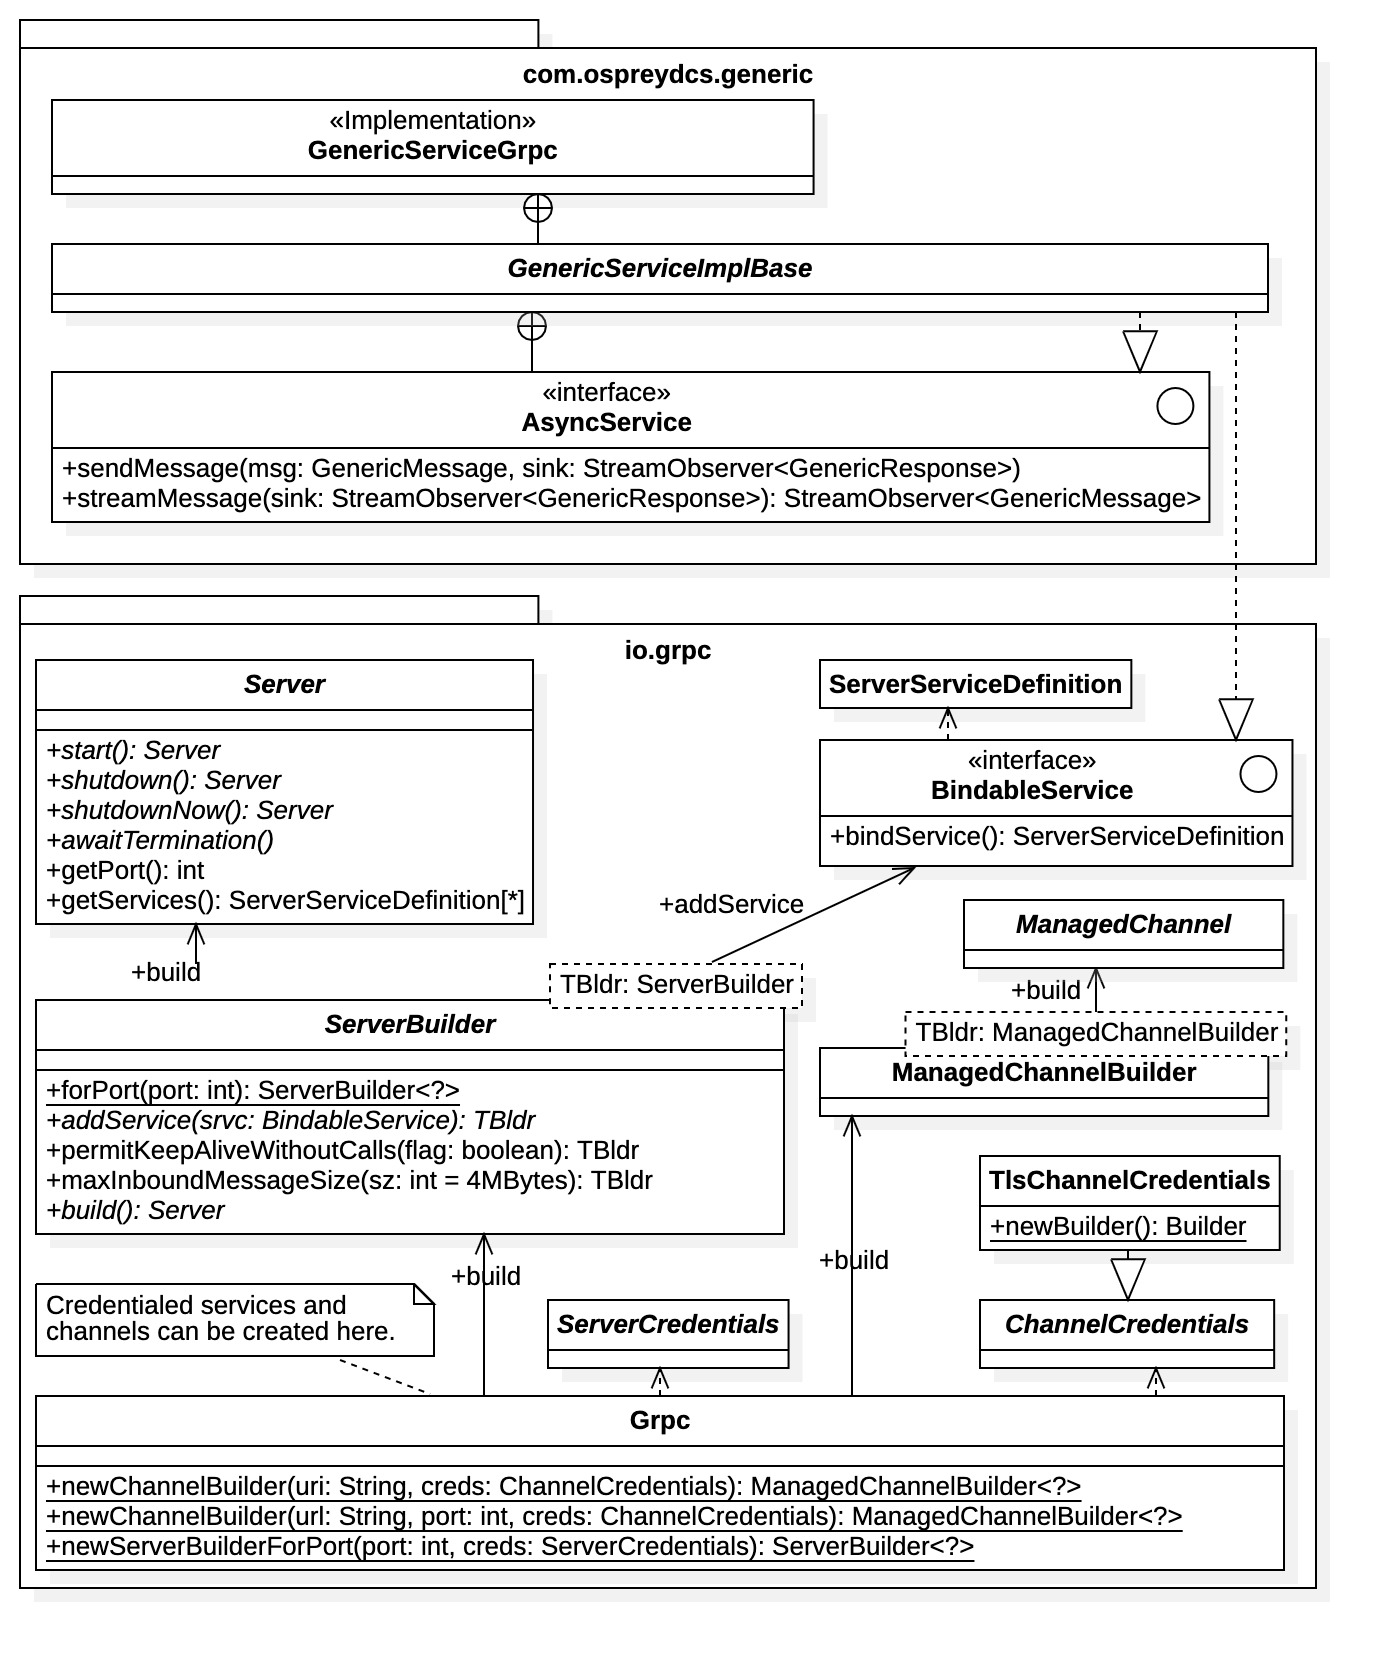 com.ospreydcs.generic
«Implementation»
GenericServiceGrpc
GenericServiceImplBase
«interface»
AsyncService
+sendMessage(msg: GenericMessage, sink: StreamObserver<GenericResponse>)
+streamMessage(sink: StreamObserver<GenericResponse>): StreamObserver<GenericMessage>
io.grpc
Server
+start(): Server
+shutdown(): Server
+shutdownNow(): Server
+awaitTermination()
+getPort(): int
+getServices(): ServerServiceDefinition[*]
ServerServiceDefinition
«interface»
BindableService
+bindService(): ServerServiceDefinition
+addService
ManagedChannel
+build
+build
TBldr: ServerBuilder
ServerBuilder
+forPort(port: int): ServerBuilder<?>
+addService(srvc: BindableService): TBldr
+permitKeepAliveWithoutCalls(flag: boolean): TBldr
+maxInboundMessageSize(sz: int = 4MBytes): TBldr
+build(): Server
TBldr: ManagedChannelBuilder
ManagedChannelBuilder
TlsChannelCredentials
+newBuilder(): Builder
+build
+build
Credentialed services and
channels can be created here.
ServerCredentials
ChannelCredentials
Grpc
+newChannelBuilder(uri: String, creds: ChannelCredentials): ManagedChannelBuilder<?>
+newChannelBuilder(url: String, port: int, creds: ChannelCredentials): ManagedChannelBuilder<?>
+newServerBuilderForPort(port: int, creds: ServerCredentials): ServerBuilder<?>